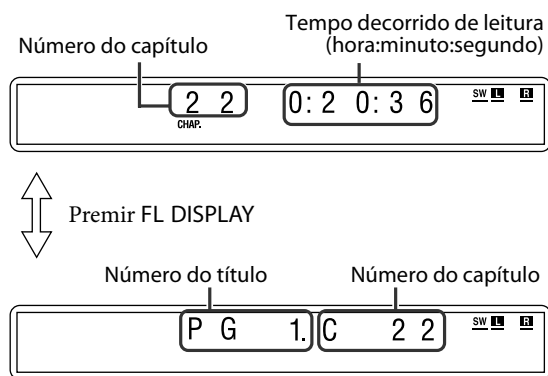 Número do capítulo
Tempo decorrido de leitura
(hora:minuto:segundo)
2 2 0:2 0:3 6 SW L R
CHAP.
Premir FL DISPLAY
Número do título Número do capítulo
P G 1. C 2 2 SW L R